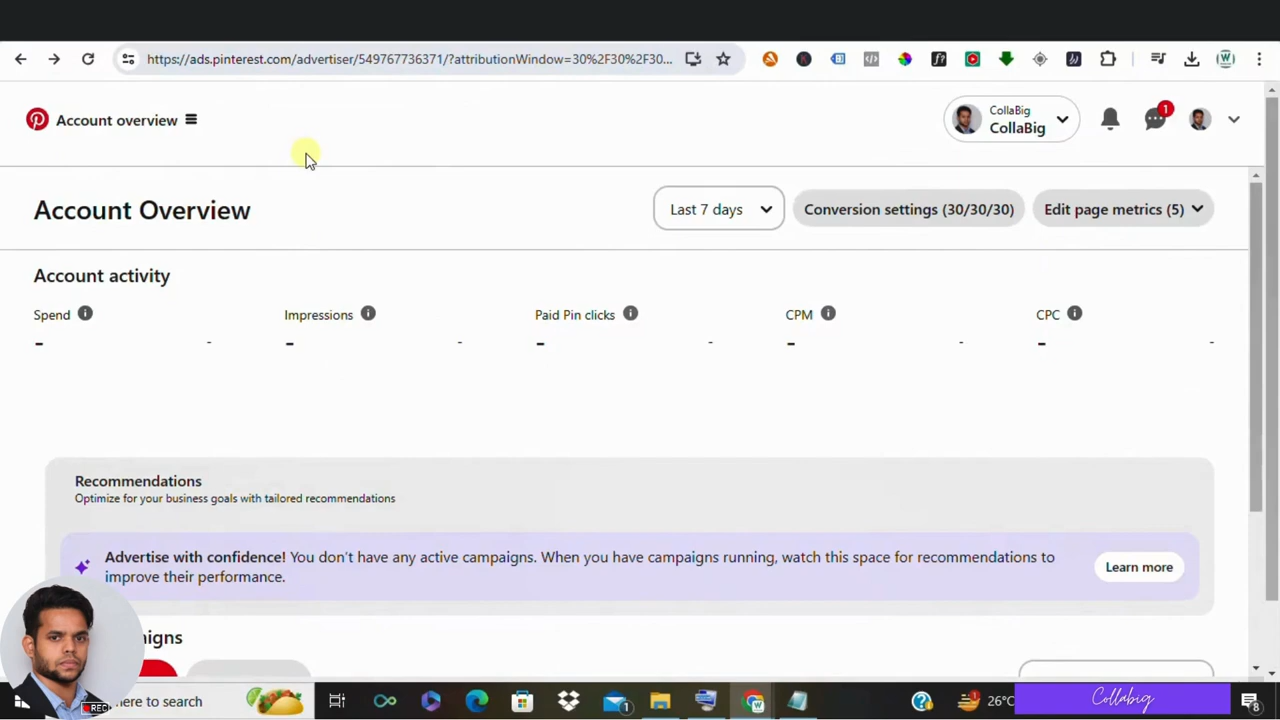 https://ads.pinterest.com/advertiser/549767736371/?attributionWindow=30%2F30%2F30...
Account overview
CollaBig
CollaBig
1
Account Overview
Last 7 days
Conversion settings (30/30/30)
Edit page metrics (5)
Account activity
Spend
Impressions
Paid Pin clicks
CPM
CPC
- - - - - - - - - -
Recommendations
Optimize for your business goals with tailored recommendations
Advertise with confidence! You don't have any active campaigns. When you have campaigns running, watch this space for recommendations to
improve their performance.
Learn more
igns
REC
here to search
1
26°C
Collabig
8